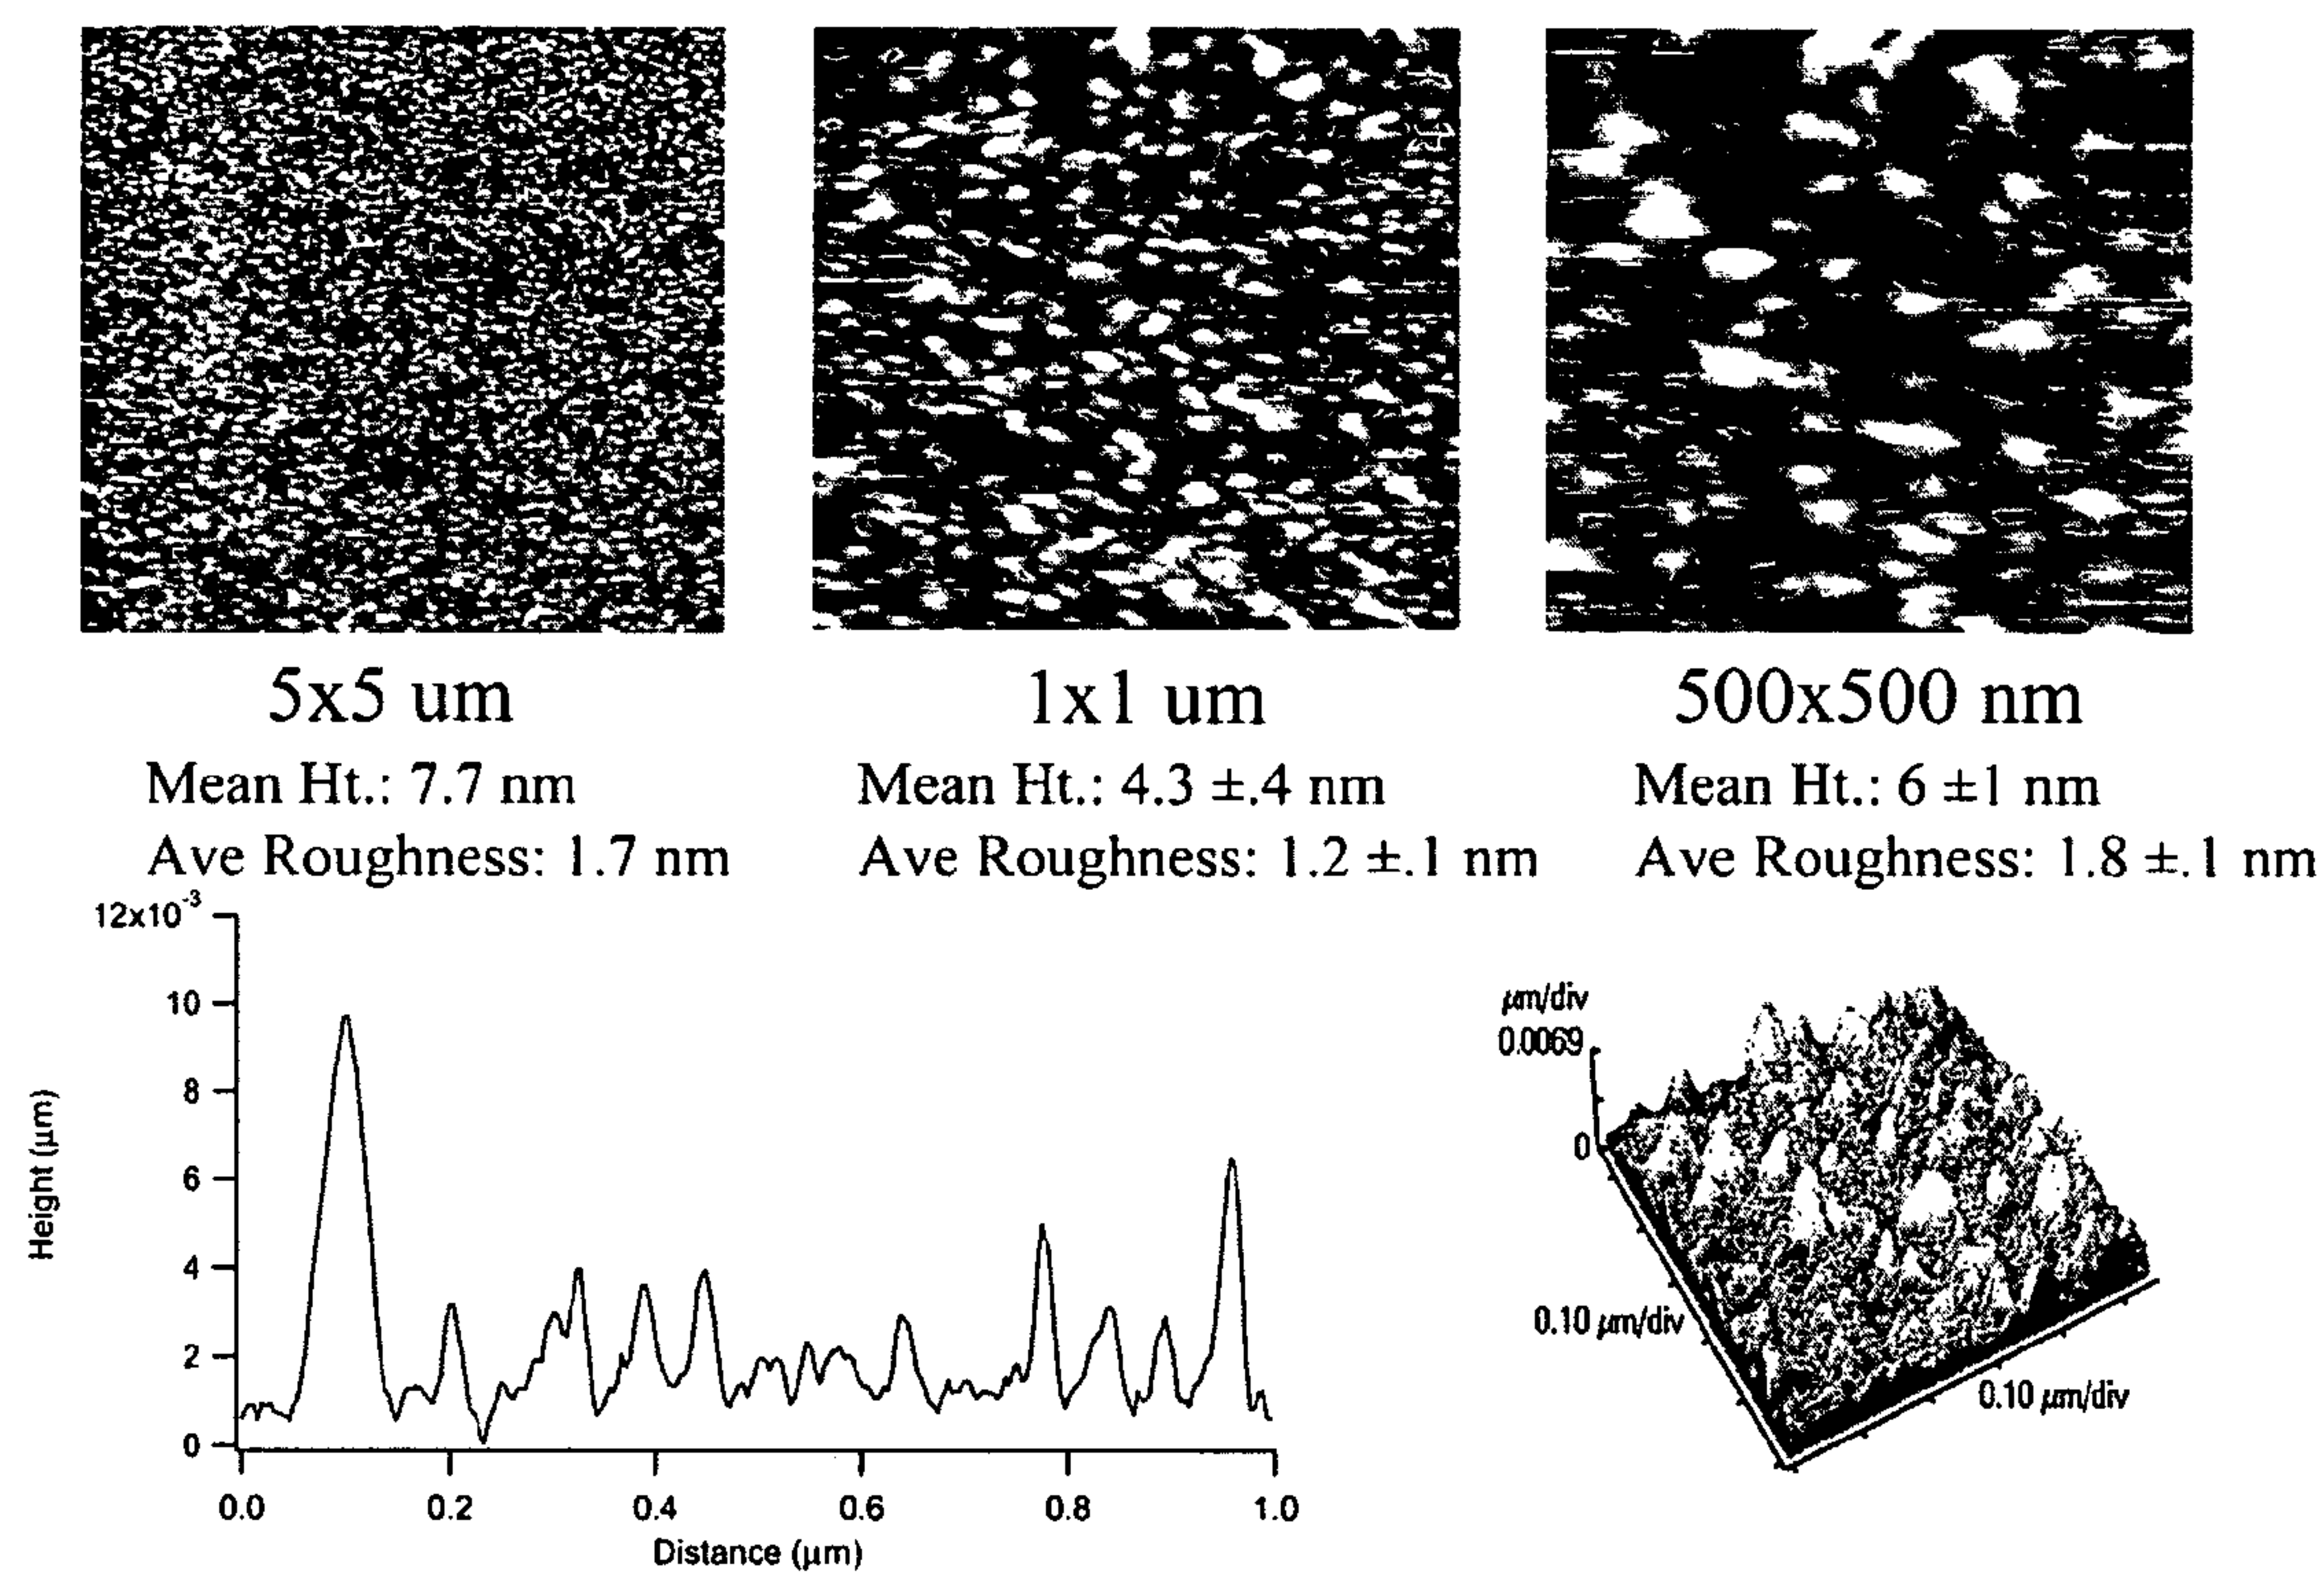 5x5 um
Mean Ht.: 7.7 nm
Ave Roughness: 1.7 nm
1x1 um
Mean Ht.: 4.3 ±.4 nm
Ave Roughness: 1.2 ±.1 nm
500x500 nm
Mean Ht.: 6 ±1 nm
Ave Roughness: 1.8 ±.1 nm
12x10⁻³
10
8
6
4
2
0
Height (μm)
0.0
0.2
0.4
0.6
0.8
1.0
Distance (μm)
μm/div
0.0069
0
0.10 μm/div
0.10 μm/div